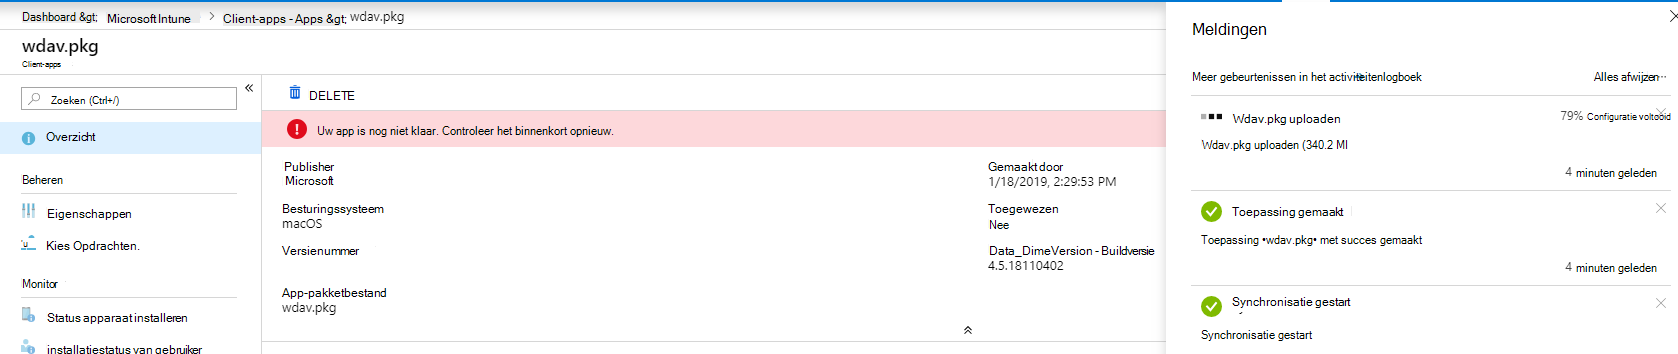 Dashboard &gt; Microsoft Intune > Client-apps - Apps &gt; wdav.pkg
wdav.pkg
Client-apps
Zoeken (Ctrl+/)
«
Overzicht
Beheren
Eigenschappen
Kies Opdrachten.
Monitor
Status apparaat installeren
installatiestatus van gebruiker
DELETE
Uw app is nog niet klaar. Controleer het binnenkort opnieuw.
Publisher
Microsoft
Besturingssysteem
macOS
Versienummer
App-pakketbestand
wdav.pkg
Gemaakt door
1/18/2019, 2:29:53 PM
Toegewezen
Nee
Data_DimeVersion - Buildversie
4.5.18110402
Meldingen
Meer gebeurtenissen in het activiteitenlogboek
Alles afwijzen ...
Wdav.pkg uploaden
79% Configuratie voltooid
Wdav.pkg uploaden (340.2 MI
4 minuten geleden
Toepassing gemaakt
Toepassing •wdav.pkg• met succes gemaakt
4 minuten geleden
Synchronisatie gestart
Synchronisatie gestart